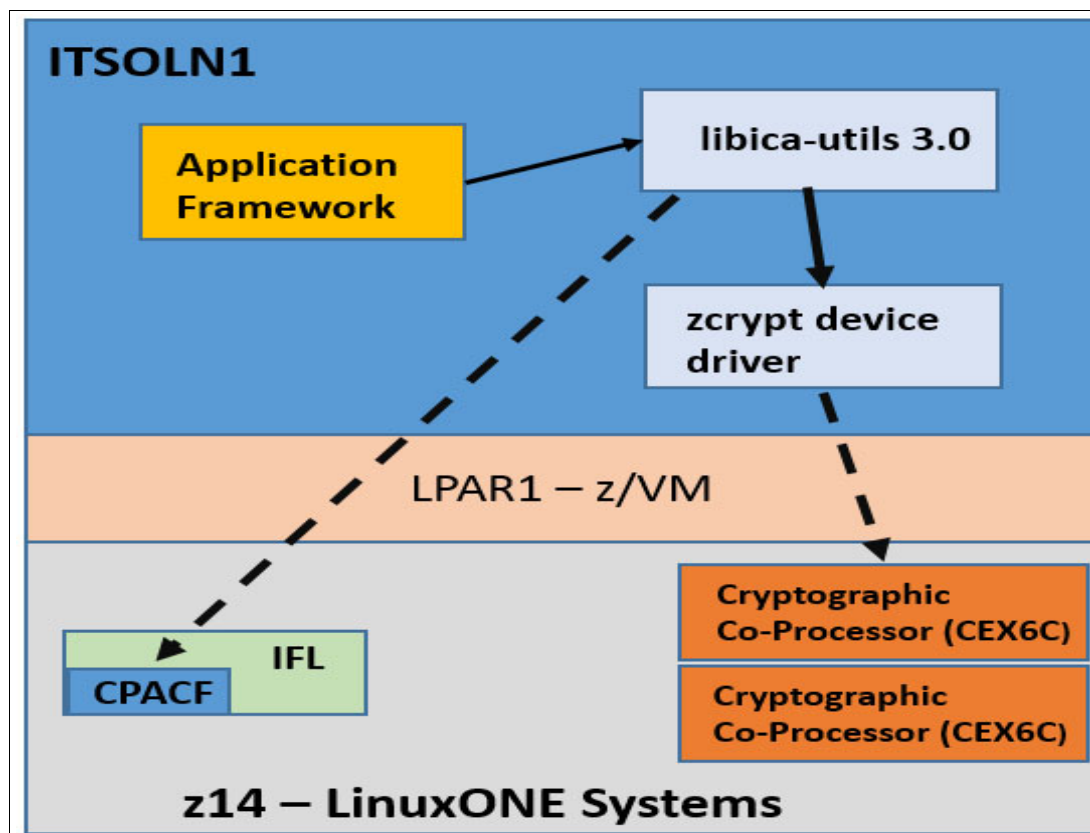 ITSOLN1
Application
Framework
libica-utils 3.0
zcrypt device
driver
LPAR1 – z/VM
IFL
CPACF
Cryptographic
Co-Processor (CEX6C)
Cryptographic
Co-Processor (CEX6C)
z14 – LinuxONE Systems